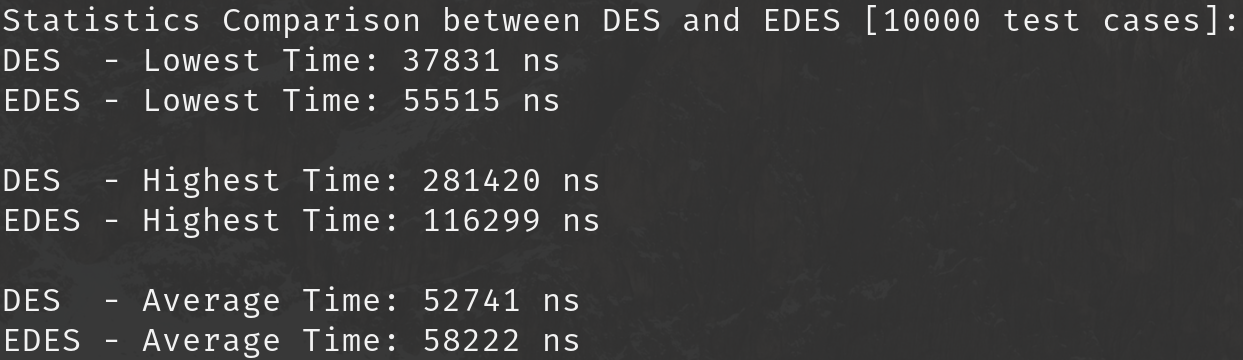 Statistics Comparison between DES and EDES [10000 test cases]:
DES  - Lowest Time: 37831 ns
EDES - Lowest Time: 55515 ns
DES  - Highest Time: 281420 ns
EDES - Highest Time: 116299 ns
DES  - Average Time: 52741 ns
EDES - Average Time: 58222 ns